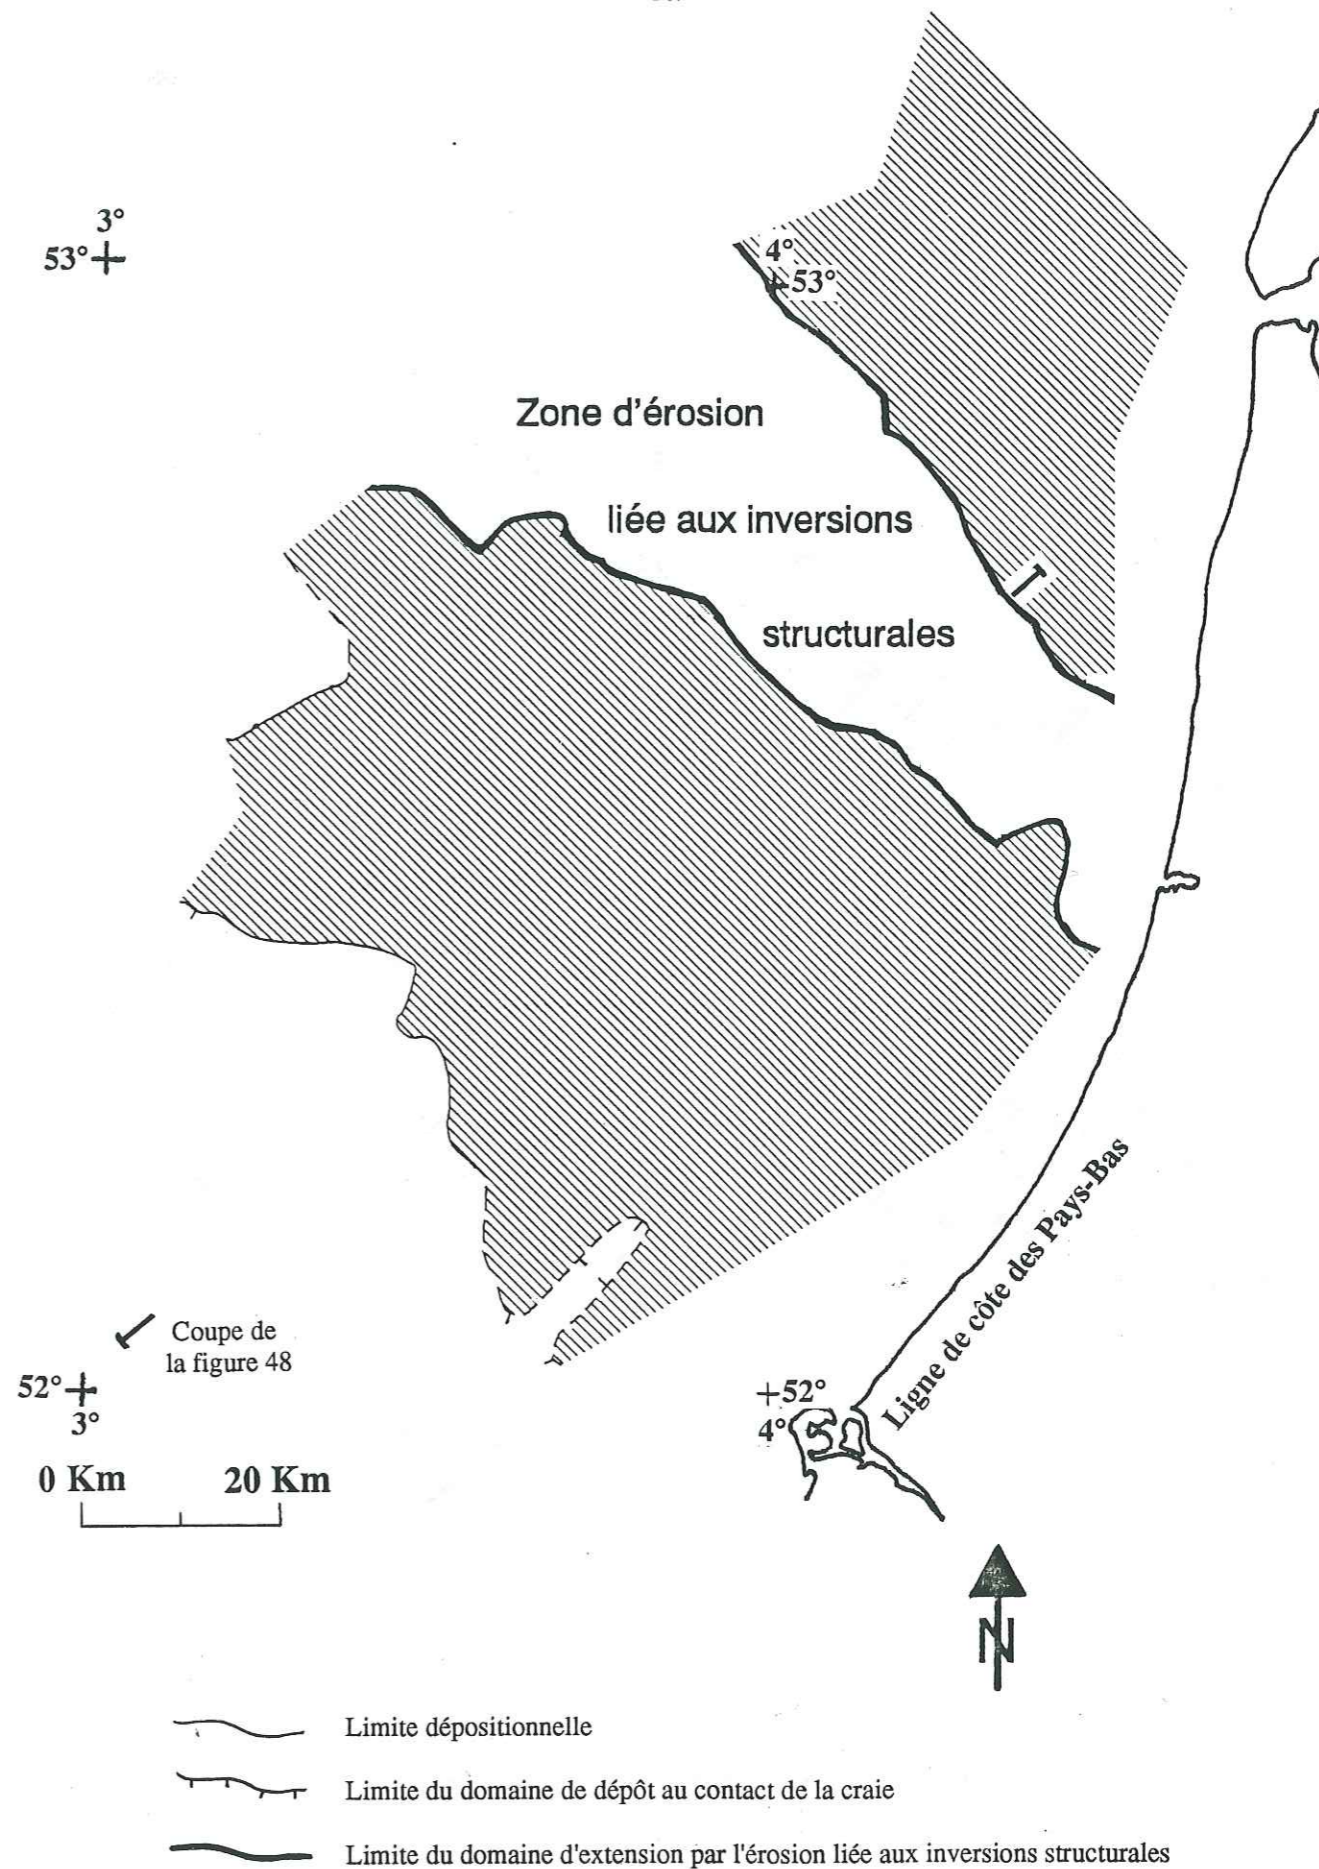 3°
53°
4°
53°
Zone d'érosion
liée aux inversions
structurales
Ligne de côte des Pays-Bas
Coupe de
la figure 48
52°
3°
52°
4°
0 Km 20 Km
N
Limite dépositionnelle
Limite du domaine de dépôt au contact de la craie
Limite du domaine d'extension par l'érosion liée aux inversions structurales